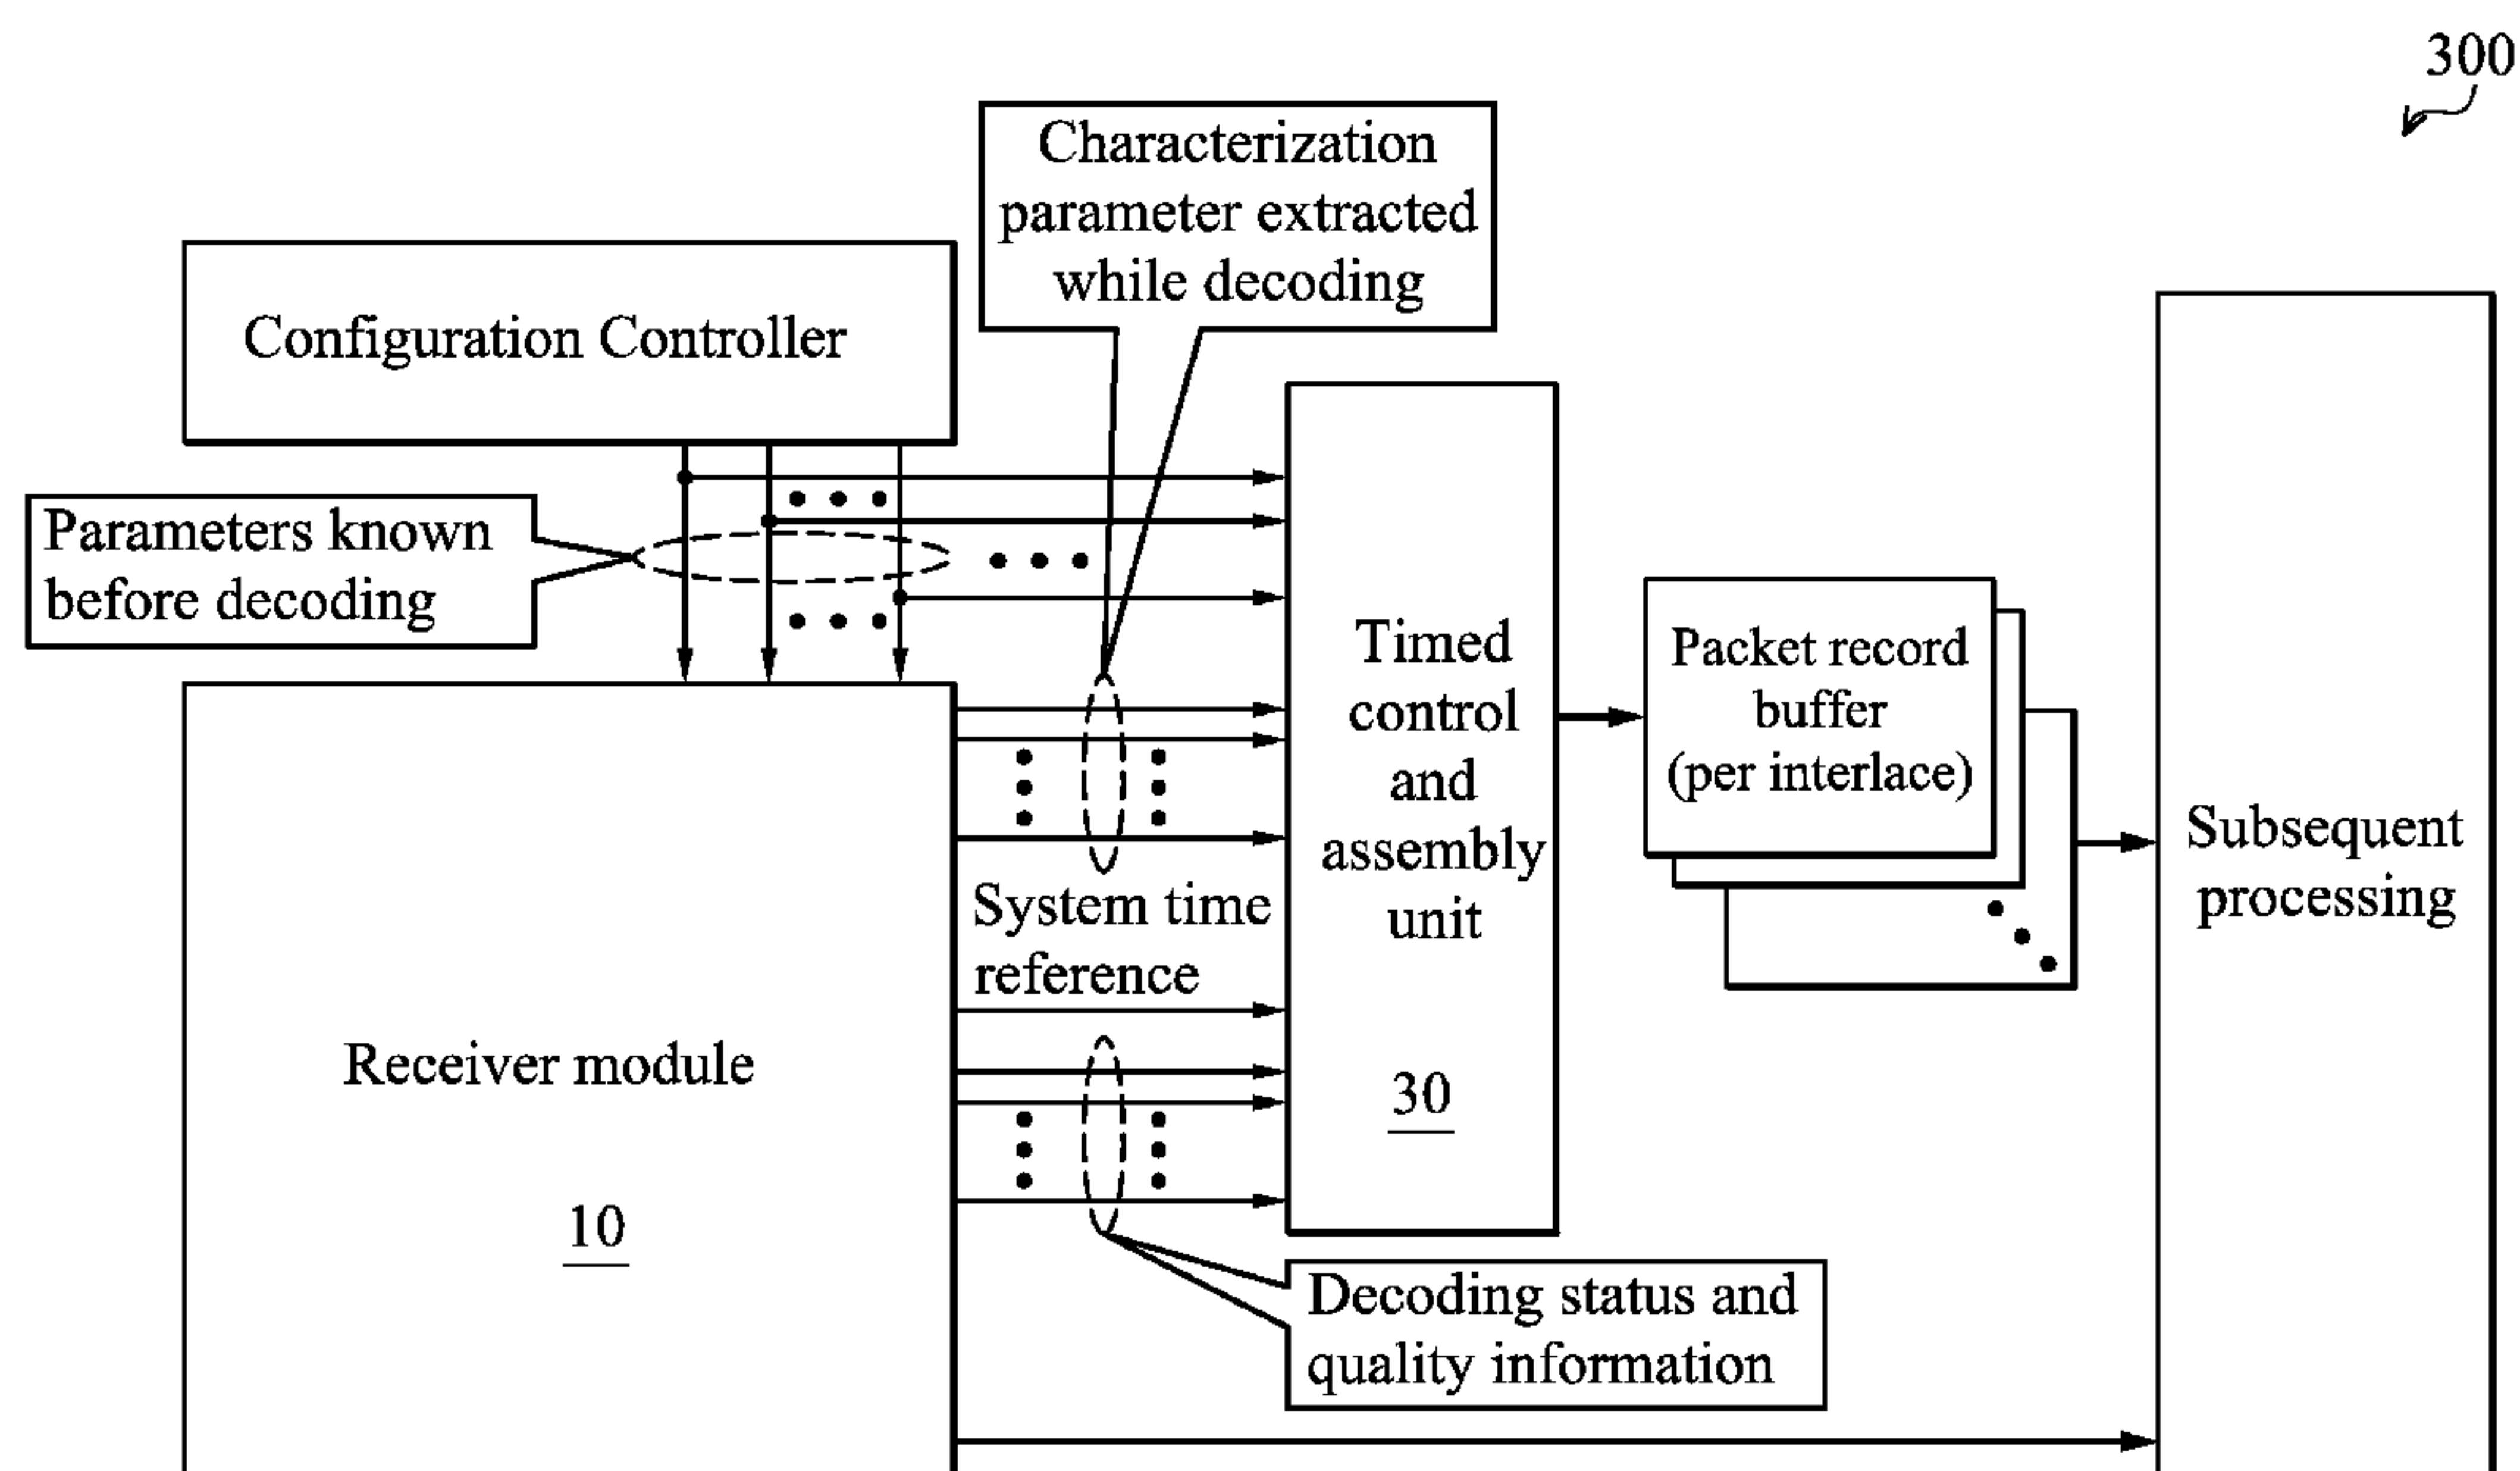 300
Characterization
parameter extracted
while decoding
Configuration Controller
Parameters known
before decoding
Timed
control
and
assembly
unit
30
Packet record
buffer
(per interlace)
Subsequent
processing
System time
reference
Receiver module
10
Decoding status and
quality information